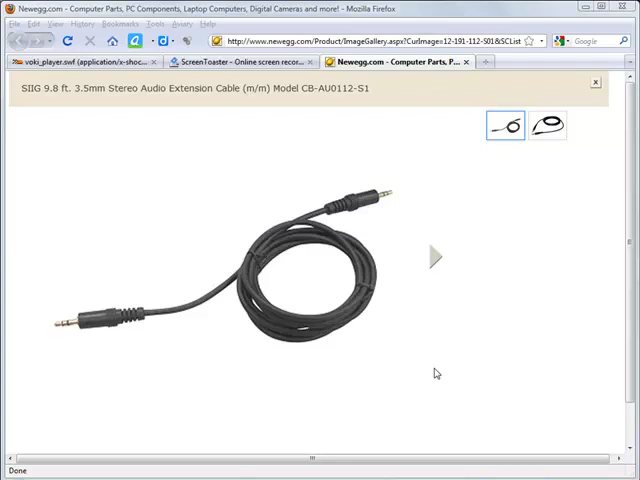 Newegg.com - Computer Parts, PC Components, Laptop Computers, Digital Cameras and more! - Mozilla Firefox
File Edit View History Bookmarks Tools Aviary Help
http://www.newegg.com/Product/ImageGallery.aspx?CurImage=12-191-112-S01&SCList
Google
voki_player.swf (application/x-shoc...
ScreenToaster - Online screen recor...
Newegg.com - Computer Parts, P...
SIIG 9.8 ft. 3.5mm Stereo Audio Extension Cable (m/m) Model CB-AU0112-S1
Done